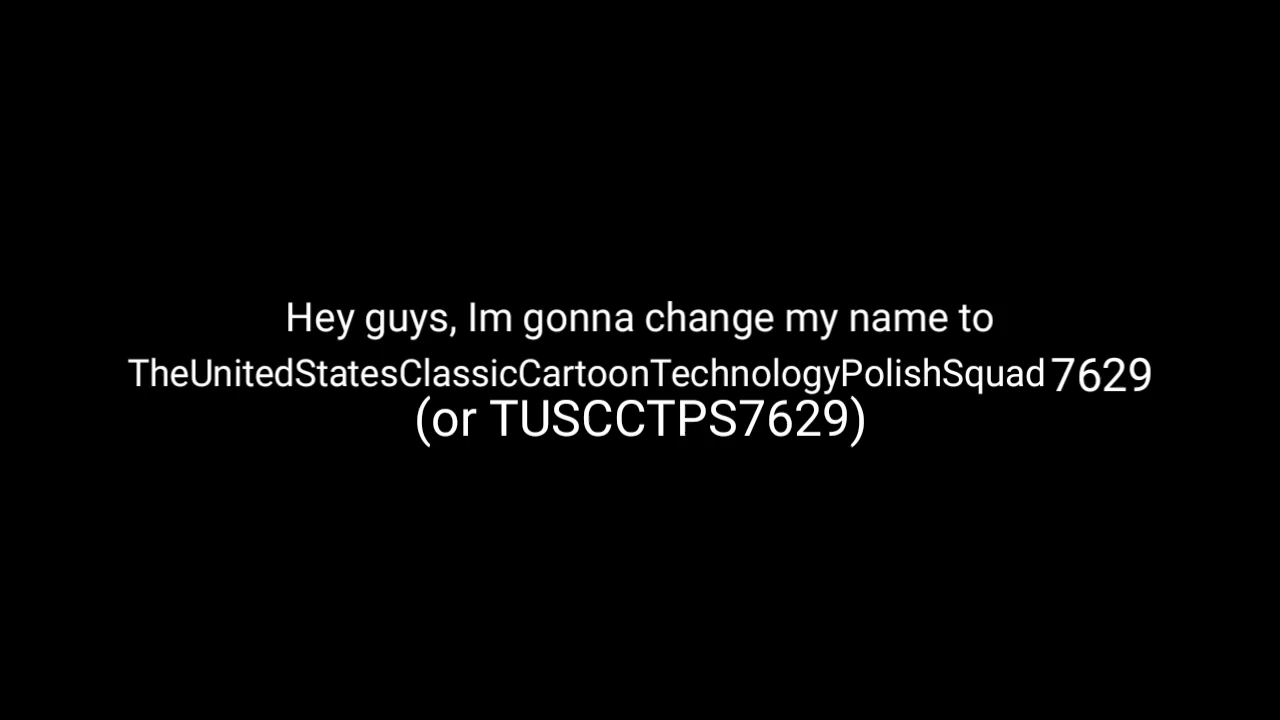 Hey guys, Im gonna change my name to
TheUnitedStatesClassicCartoonTechnologyPolishSquad7629
(or TUSCCTPS7629)